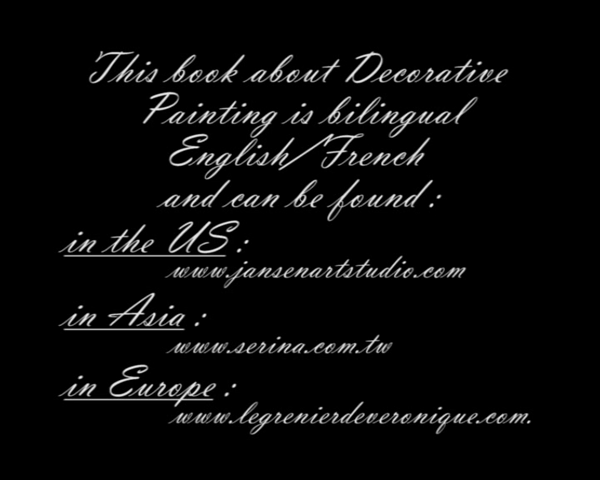 This book about Decorative
Painting is bilingual
English/French
and can be found :
in the US :
www.jansenartstudio.com
in Asia :
www.serina.com.tw
in Europe :
www.legrenierdeveronique.com.